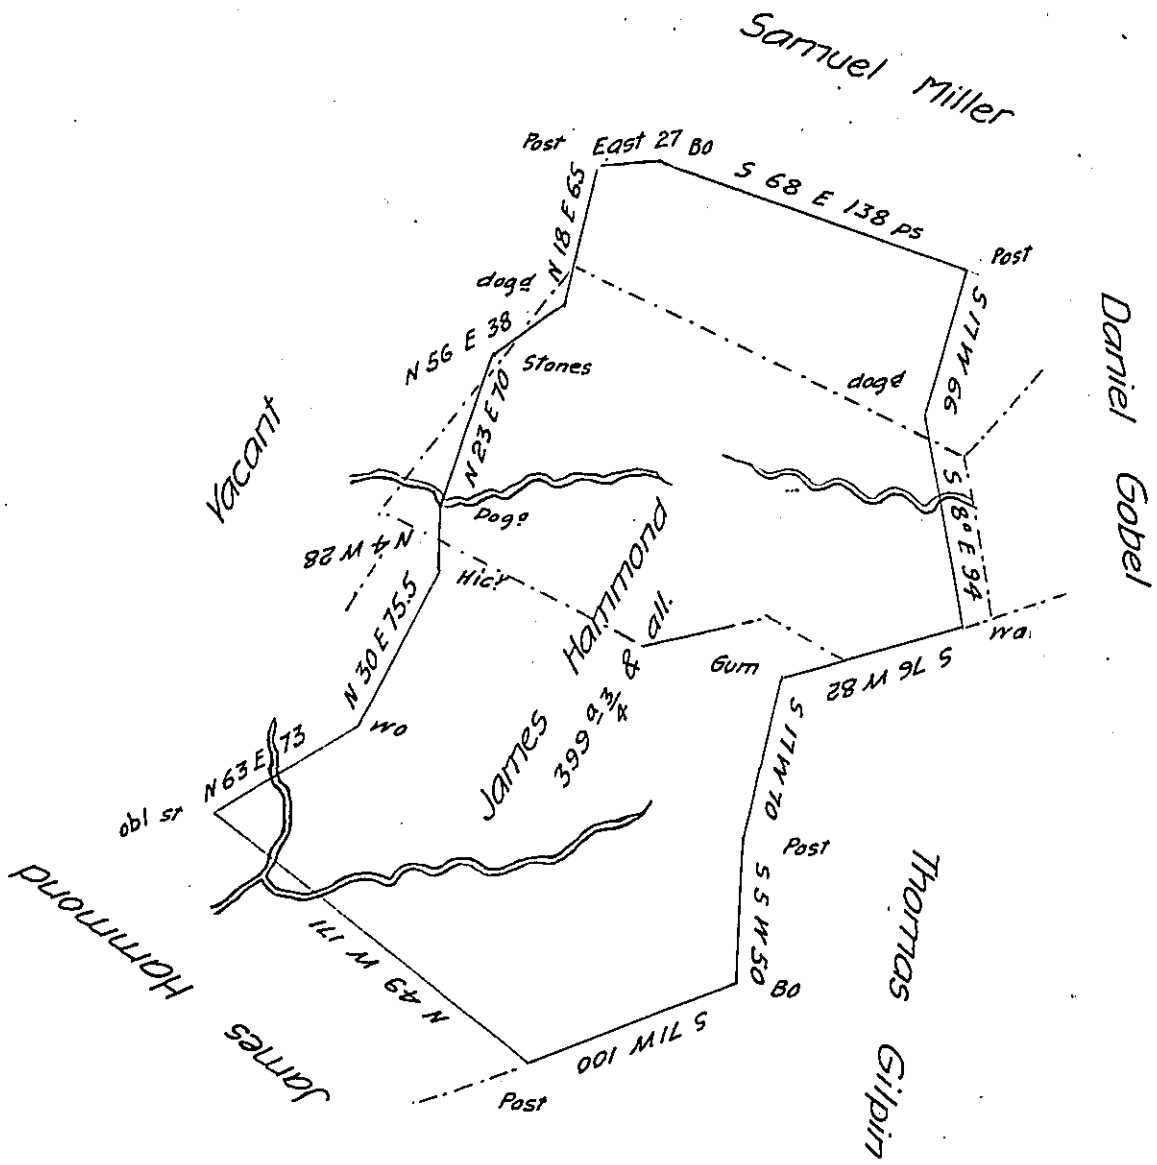 Samuel Miller
Post
East 27
Bo
S 68 E 138 ps
Post
N 18 E 65
dogd
N 56 E 38
Stones
S 17 W 66
Daniel Gobel
dogd
N 23 E 70
Vacant
Dogd
N 4 W 28
Hicy
S 8° E 94
Wa
James Hammond
& all.
399 a 3/4
Gum
S 76 W 82
N 30 E 75.5
Wo
N 63 E 73
obl st
S 17 W 70
Post
S 5 W 50
Bo
James Hammond
N 49 W 171
S 71 W 100
Post
Thomas Gilpin